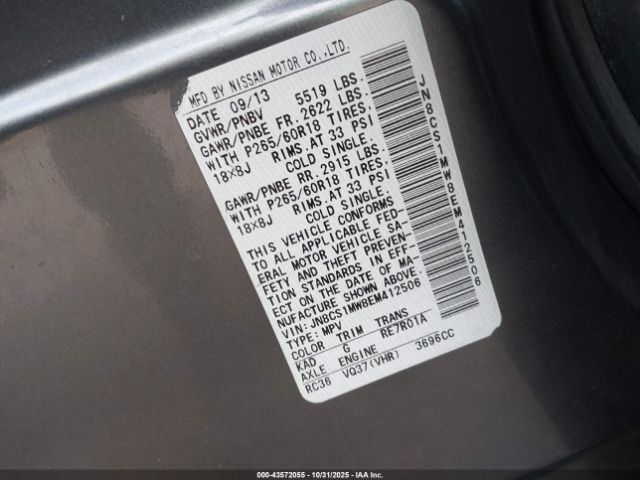 MFD BY NISSAN MOTOR CO.,LTD.
DATE 09/13
GVWR/PNBV 5519 LBS.
GAWR/PNBE FR. 2622 LBS.
WITH P265/60R18 TIRES,
18X8J RIMS,AT 33 PSI
COLD SINGLE.
GAWR/PNBE RR. 2915 LBS.
WITH P265/60R18 TIRES,
18X8J RIMS,AT 33 PSI
COLD SINGLE.
THIS VEHICLE CONFORMS
TO ALL APPLICABLE FED-
ERAL MOTOR VEHICLE SA-
FETY AND THEFT PREVEN-
TION STANDARDS IN EFF-
ECT ON THE DATE OF MA-
NUFACTURE SHOWN ABOVE.
VIN: JN8CS1MW8EM412506
TYPE: MPV
COLOR TRIM TRANS
KAD G RE7R01A
AXLE ENGINE
RC36 VQ37(VHR) 3696CC
JN8CS1MW8EM412506
000-43572055 - 10/31/2025 - IAA, Inc.